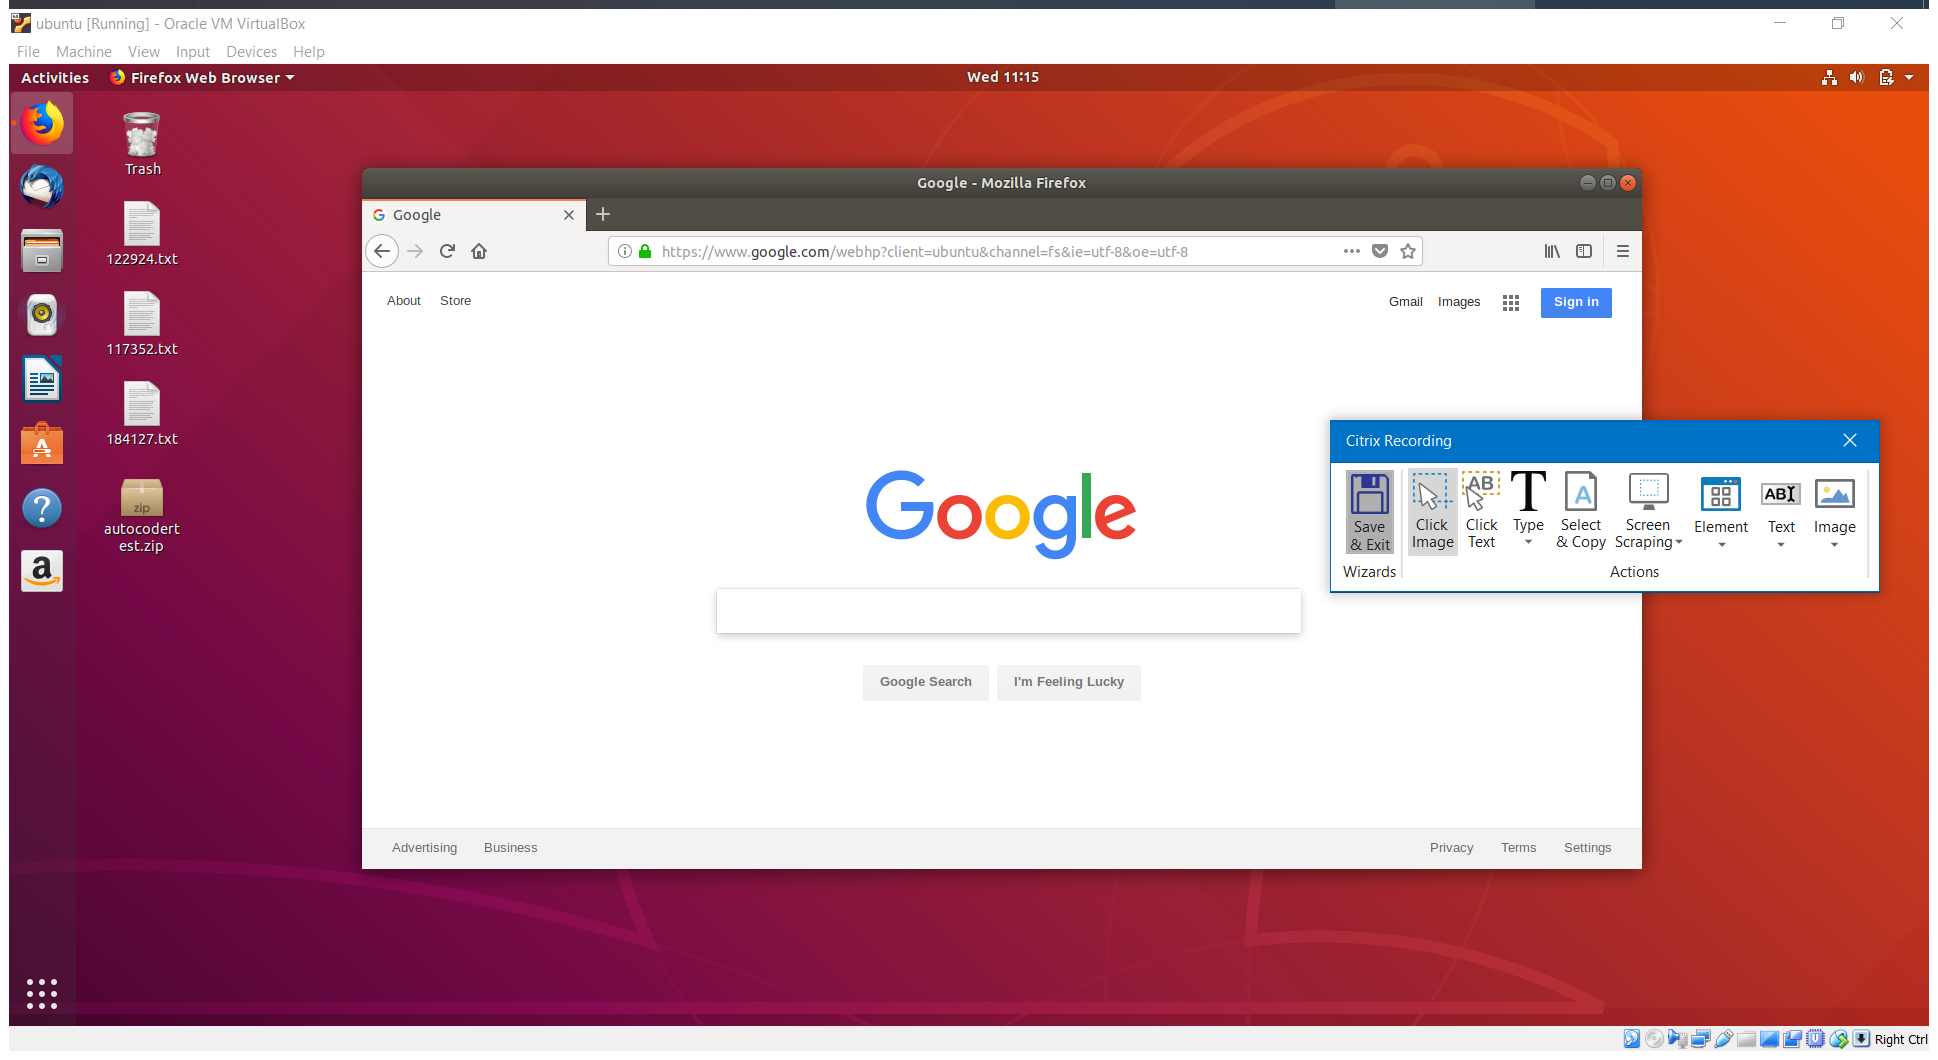 ubuntu [Running] - Oracle VM VirtualBox
File Machine View Input Devices Help
Activities Firefox Web Browser Wed 11:15
Trash
122924.txt
117352.txt
184127.txt
zip
autocodert
est.zip
Google - Mozilla Firefox
Google
https://www.google.com/webhp?client=ubuntu&channel=fs&ie=utf-8&oe=utf-8
About Store Gmail Images Sign in
Google
Google Search I'm Feeling Lucky
Advertising Business Privacy Terms Settings
Citrix Recording
Save
& Exit
Click
Image
AB
Click
Text
T
Type
A
Select
& Copy
Screen
Scraping
Element
AB
Text
Image
Wizards Actions
Right Ctrl